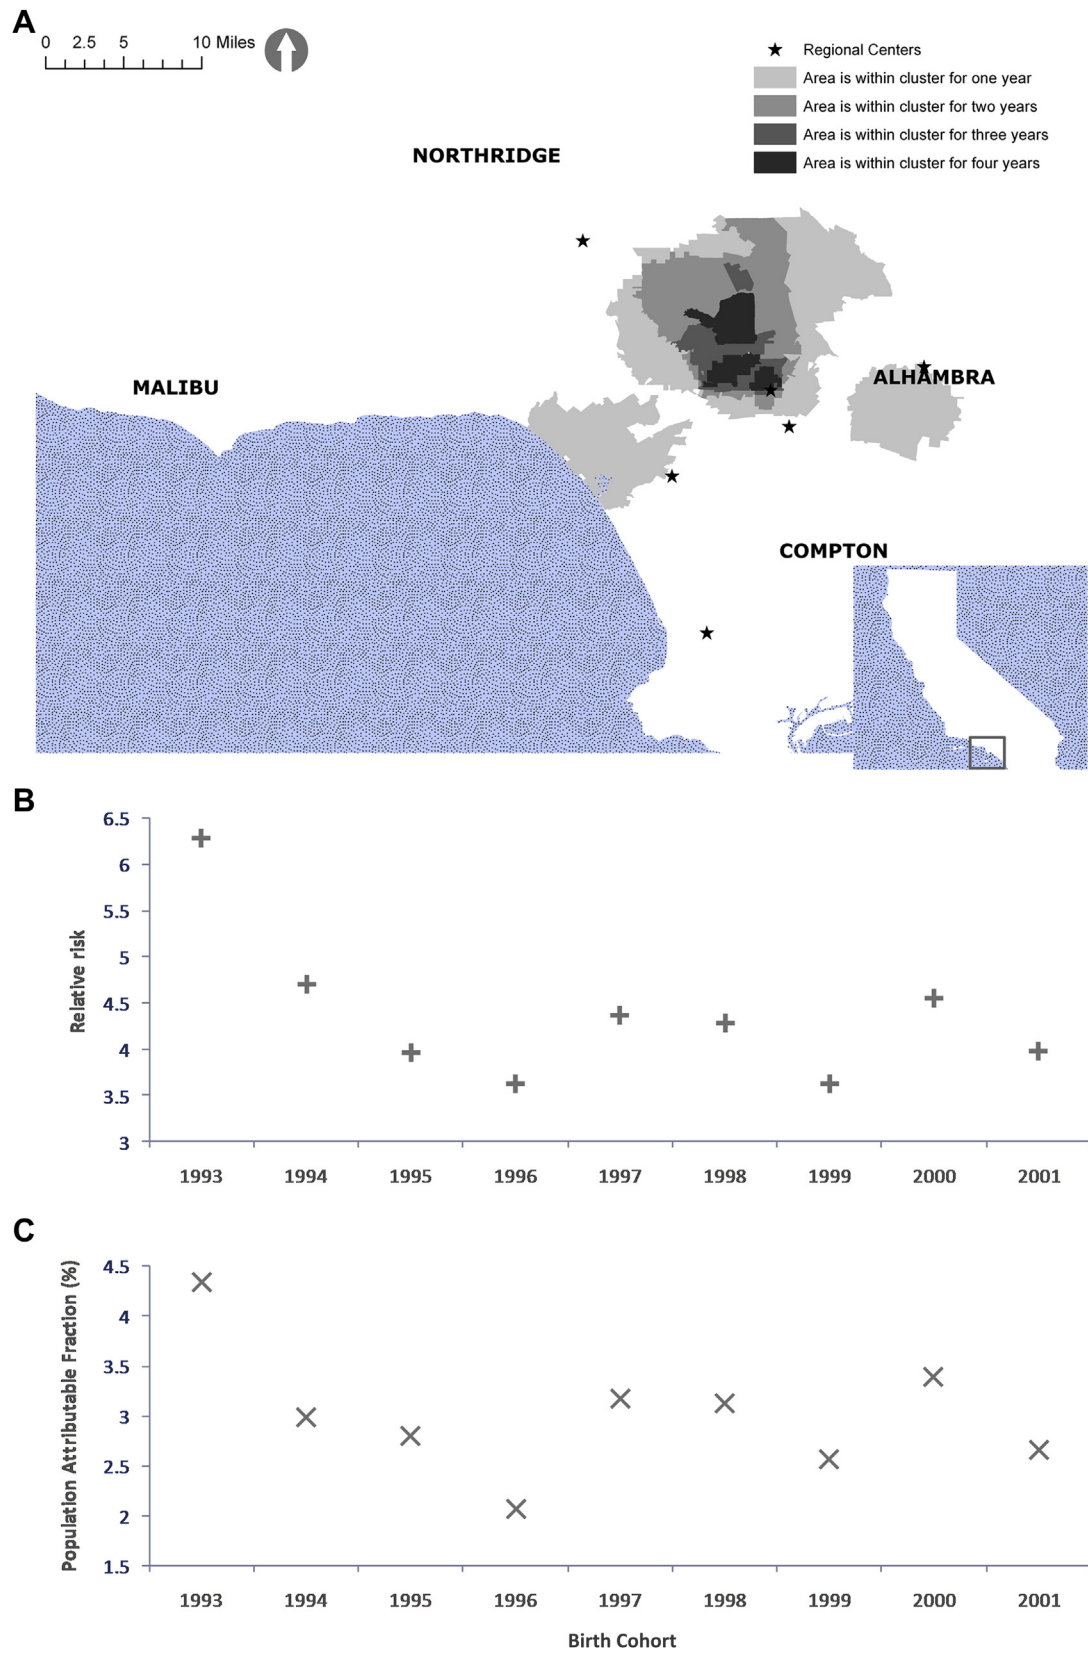 A
0 2.5 5 10 Miles
★ Regional Centers
Area is within cluster for one year
Area is within cluster for two years
Area is within cluster for three years
Area is within cluster for four years
NORTHRIDGE
MALIBU
ALHAMBRA
COMPTON
B
6.5
6
5.5
5
4.5
4
3.5
3
Relative risk
1993 1994 1995 1996 1997 1998 1999 2000 2001
C
4.5
4
3.5
3
2.5
2
1.5
Population Attributable Fraction (%)
1993 1994 1995 1996 1997 1998 1999 2000 2001
Birth Cohort